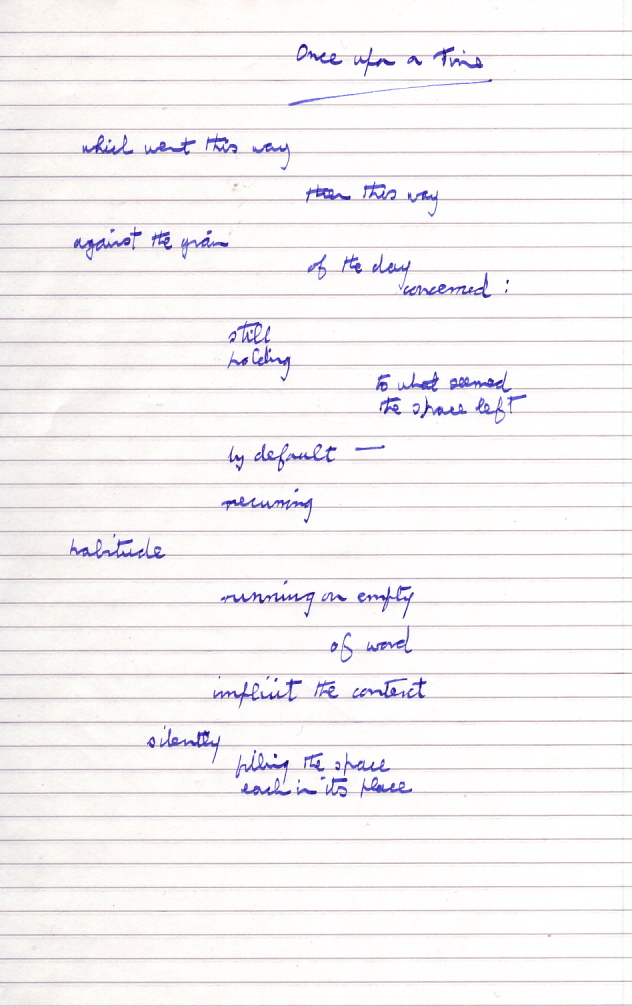 Once upon a Time
which went this way
then this way
against the grain
of the day
concerned :
still
holding
to what seemed
the space left
by default —
recurring
habitude
running on empty
of word
implicit the context
silently
filling the space
each in its place